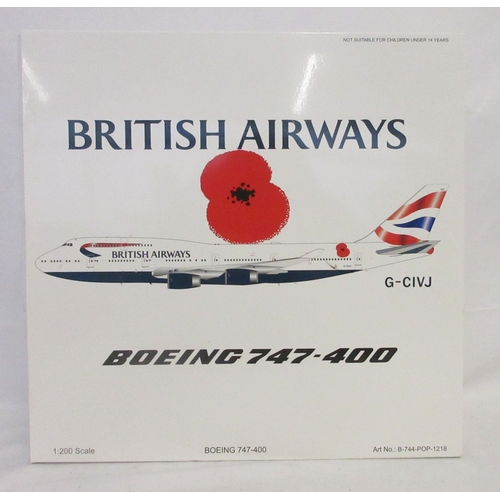 NOT SUITABLE FOR CHILDREN UNDER 14 YEARS
BRITISH AIRWAYS
BRITISH AIRWAYS
G-CIVJ
BOEING 747-400
1:200 Scale
BOEING 747-400
Art No.: B-744-POP-1218